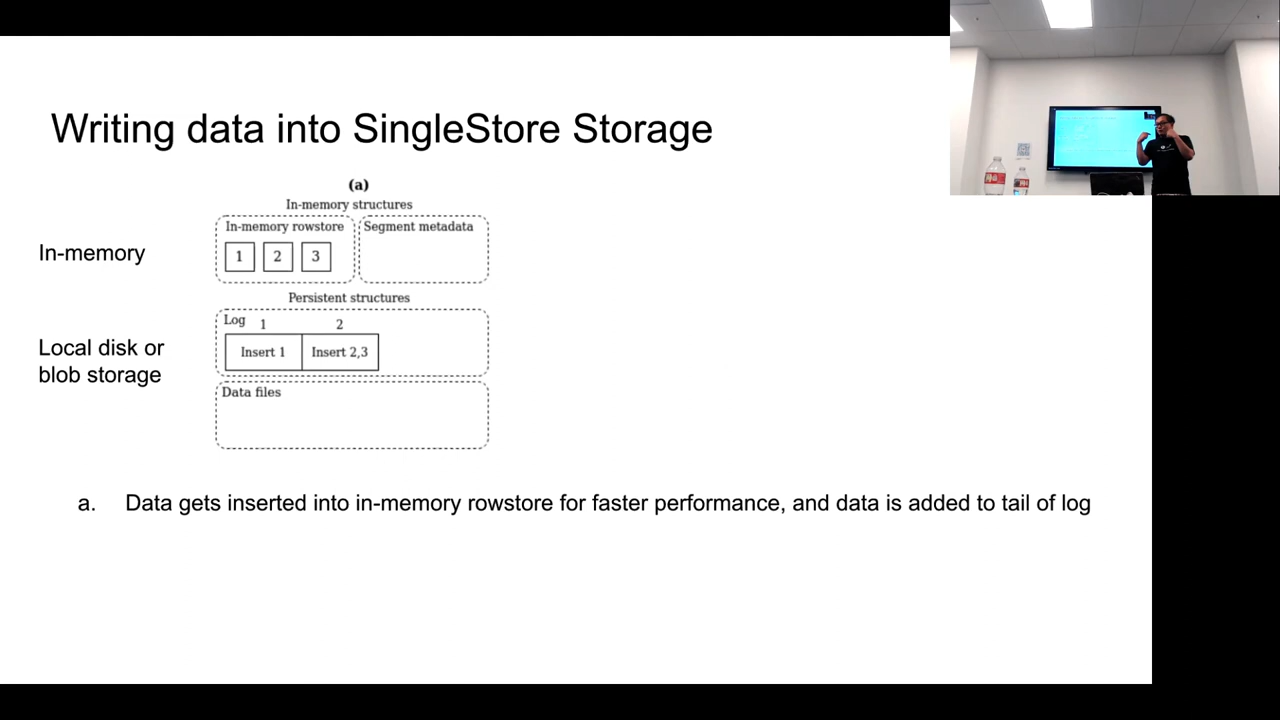 Writing data into SingleStore Storage
(a)
In-memory structures
In-memory rowstore
Segment metadata
In-memory
1
2
3
Persistent structures
Log
1
2
Local disk or
blob storage
Insert 1
Insert 2,3
Data files
a. Data gets inserted into in-memory rowstore for faster performance, and data is added to tail of log